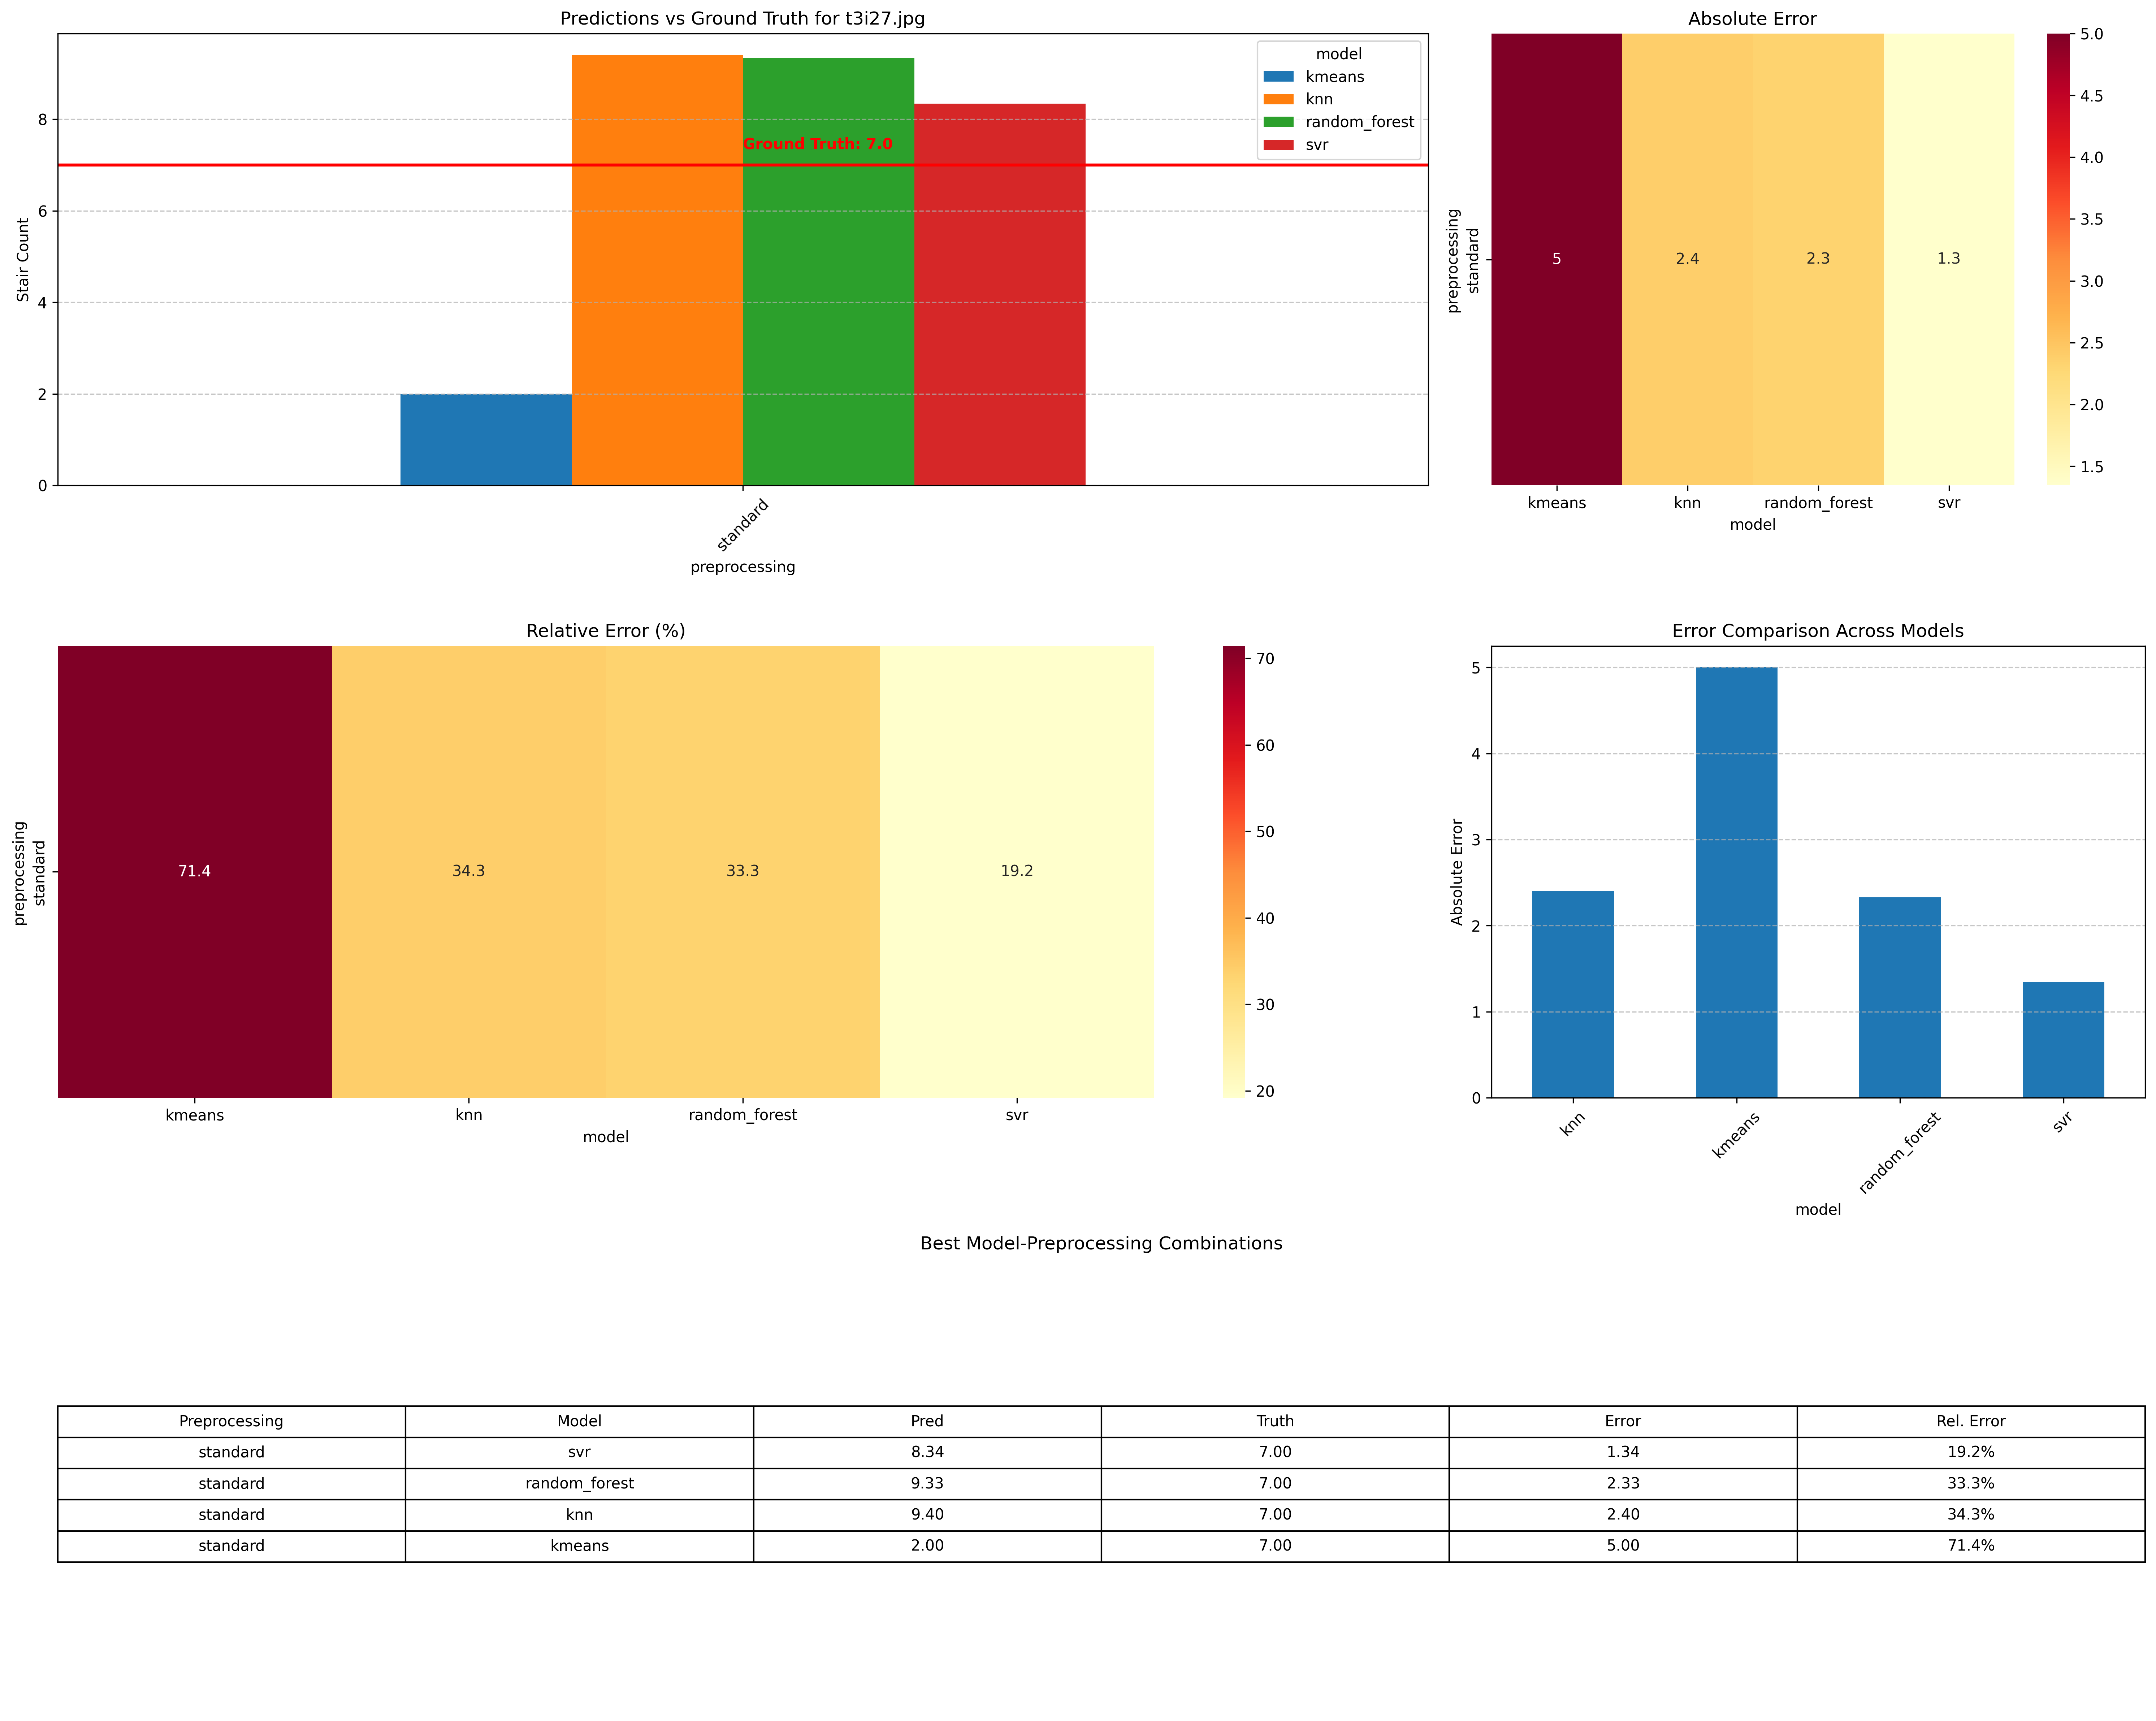 Predictions vs Ground Truth for t3i27.jpg
Stair Count
8
6
4
2
0
Ground Truth: 7.0
model
kmeans
knn
random_forest
svr
standard
preprocessing
Absolute Error
preprocessing
standard
5 2.4 2.3 1.3
kmeans knn random_forest svr
model
5.0
4.5
4.0
3.5
3.0
2.5
2.0
1.5
Relative Error (%)
preprocessing
standard
71.4 34.3 33.3 19.2
kmeans knn random_forest svr
model
70
60
50
40
30
20
Error Comparison Across Models
Absolute Error
5
4
3
2
1
0
knn kmeans random_forest svr
model
Best Model-Preprocessing Combinations
Preprocessing Model Pred Truth Error Rel. Error
standard svr 8.34 7.00 1.34 19.2%
standard random_forest 9.33 7.00 2.33 33.3%
standard knn 9.40 7.00 2.40 34.3%
standard kmeans 2.00 7.00 5.00 71.4%